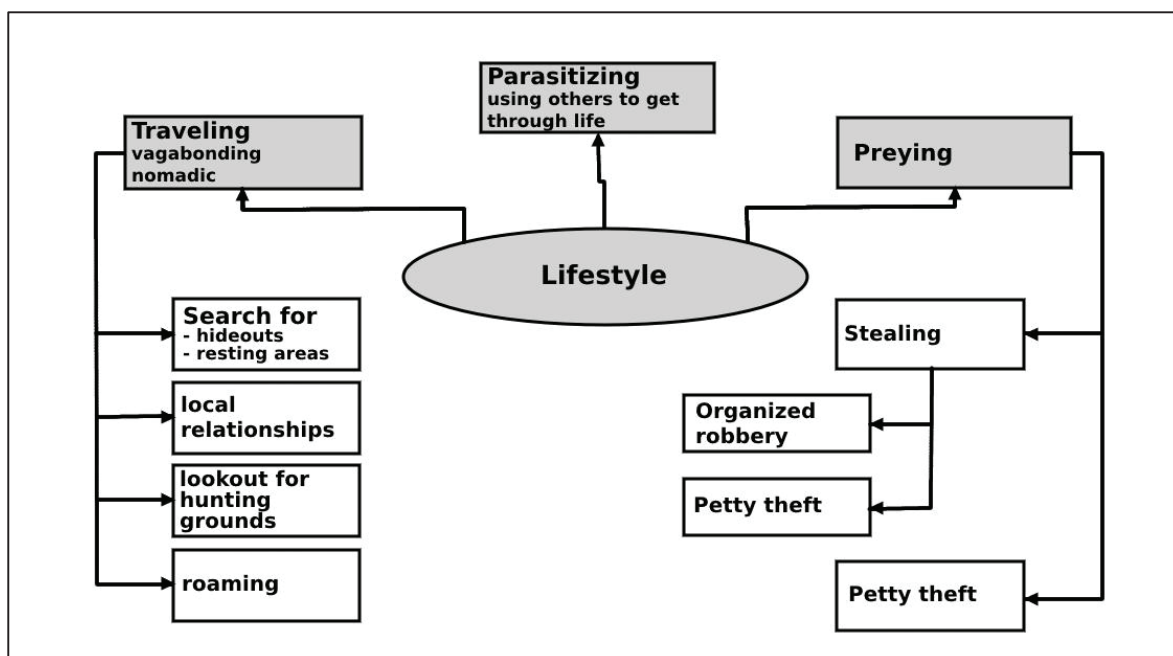 Parasitizing
using others to get
through life
Traveling
vagabonding
nomadic
Preying
Lifestyle
Search for
- hideouts
- resting areas
local
relationships
lookout for
hunting
grounds
roaming
Stealing
Organized
robbery
Petty theft
Petty theft